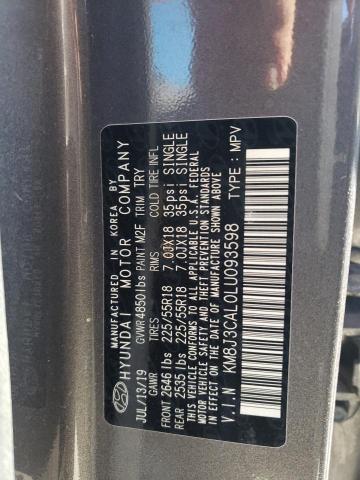 MANUFACTURED IN KOREA BY
HYUNDAI MOTOR COMPANY
JUL/13/19 GVWR 4850lbs PAINT M2F TRIM TRY
GAWR TIRES RIMS COLD TIRE INFL
FRONT 2646 lbs 225/55R18 7.0JX18 35psi SINGLE
REAR 2535 lbs 225/55R18 7.0JX18 35psi SINGLE
THIS VEHICLE CONFORMS TO ALL APPLICABLE U.S.A. FEDERAL
MOTOR VEHICLE SAFETY, BUMPER, AND THEFT PREVENTION STANDARDS
IN EFFECT ON THE DATE OF MANUFACTURE SHOWN ABOVE.
V.I.N KM8J3CAL0LU093598 TYPE: MPV